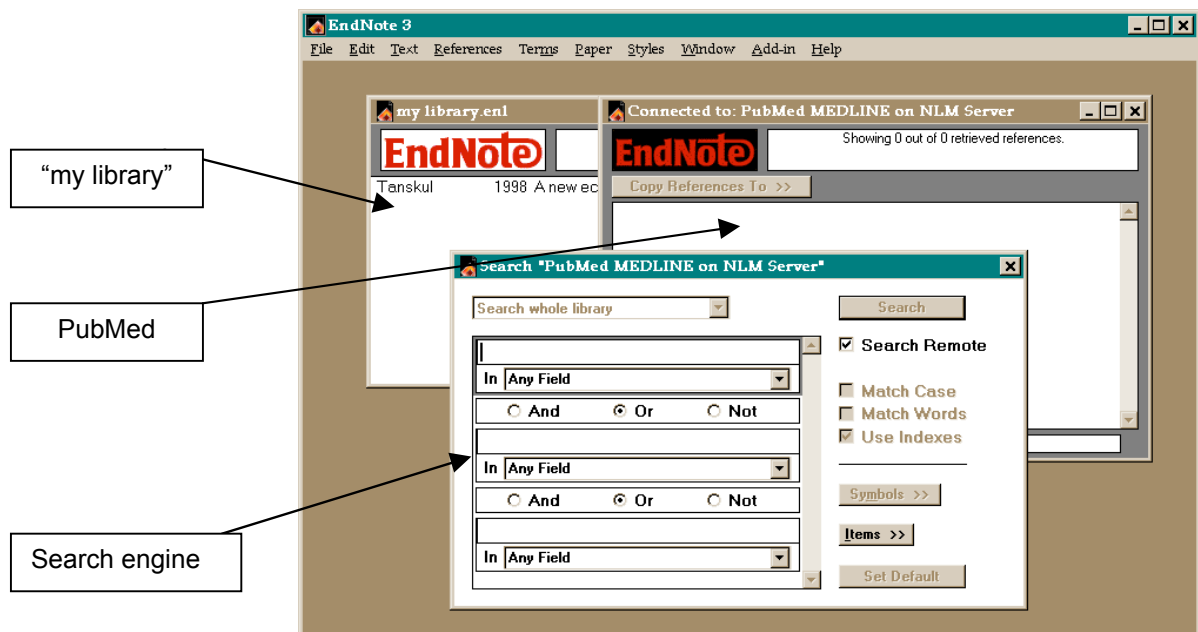 EndNote 3
File Edit Text References Terms Paper Styles Window Add-in Help
my library.enl
Connected to: PubMed MEDLINE on NLM Server
EndNote
EndNote
Showing 0 out of 0 retrieved references.
Copy References To >>
Tanskul 1998 A new ec
“my library”
PubMed
Search engine
Search "PubMed MEDLINE on NLM Server"
Search whole library
Search
Search Remote
In Any Field
Match Case
And Or Not
Match Words
Use Indexes
In Any Field
And Or Not
Symbols >>
Items >>
In Any Field
Set Default